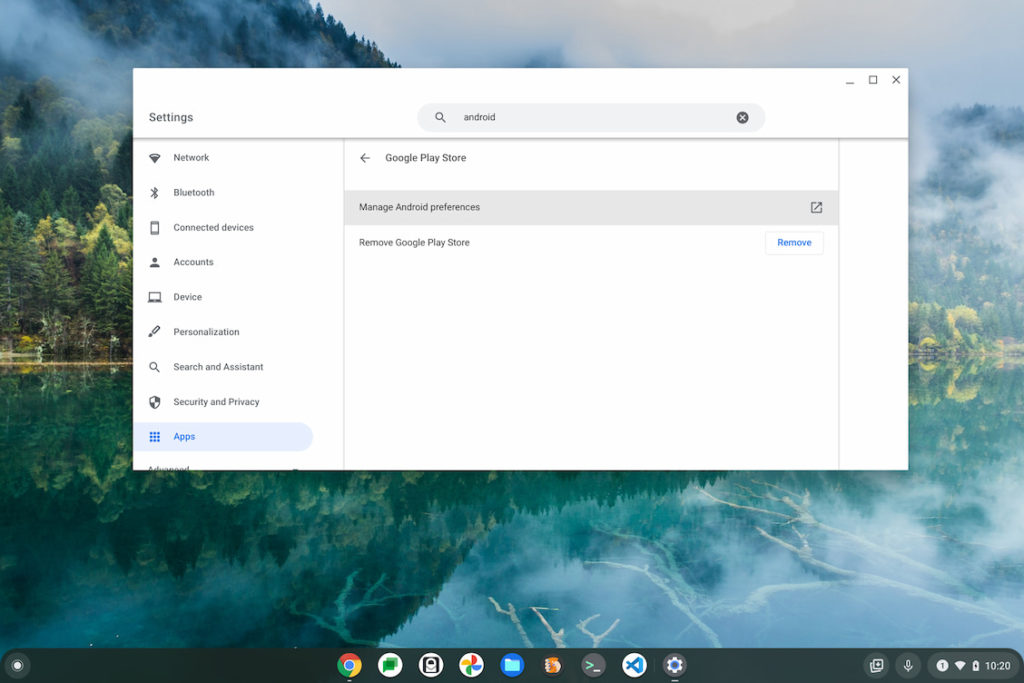 Settings
android
Network
Bluetooth
Connected devices
Accounts
Device
Personalization
Search and Assistant
Security and Privacy
Apps
Advanced
Google Play Store
Manage Android preferences
Remove Google Play Store
Remove
1
10:20